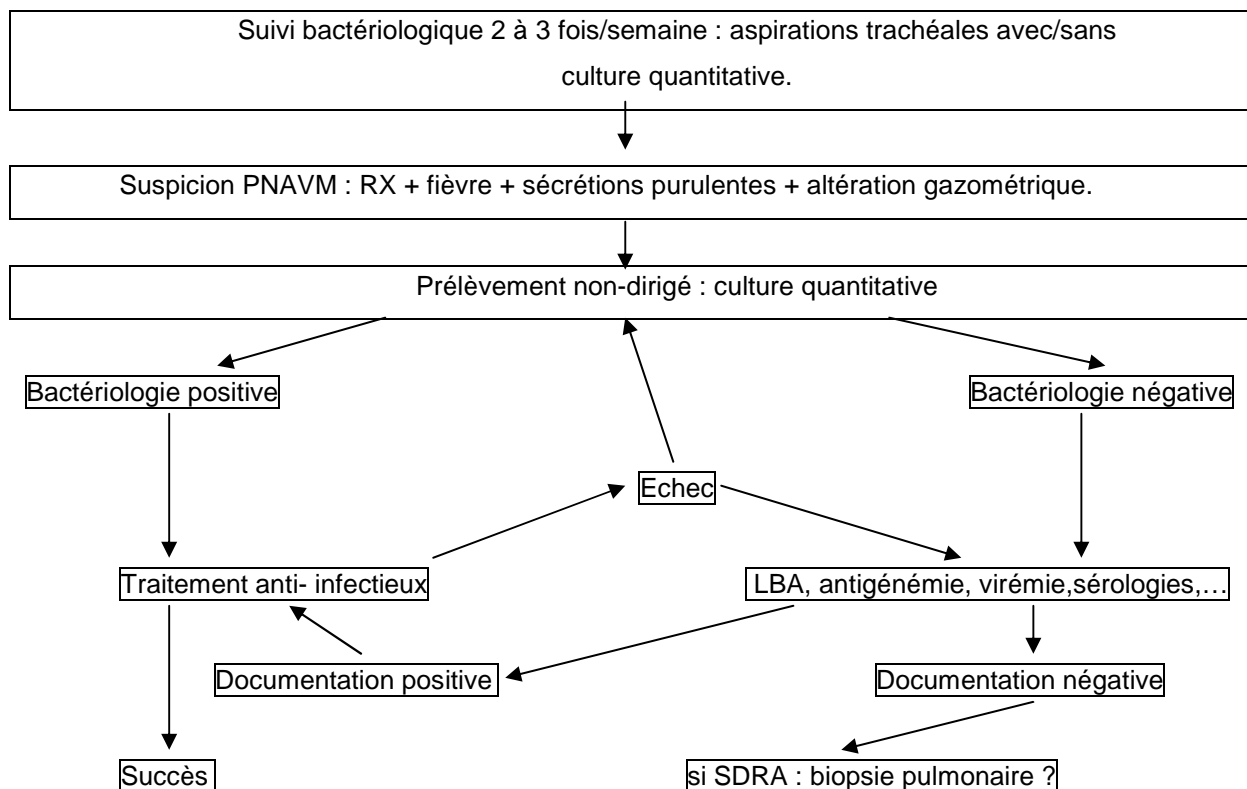 Suivi bactériologique 2 à 3 fois/semaine : aspirations trachéales avec/sans
culture quantitative.
Suspicion PNAVM : RX + fièvre + sécrétions purulentes + altération gazométrique.
Prélèvement non-dirigé : culture quantitative
Bactériologie positive
Bactériologie négative
Echec
Traitement anti- infectieux
LBA, antigénémie, virémie,sérologies,…
Documentation positive
Documentation négative
Succès
si SDRA : biopsie pulmonaire ?